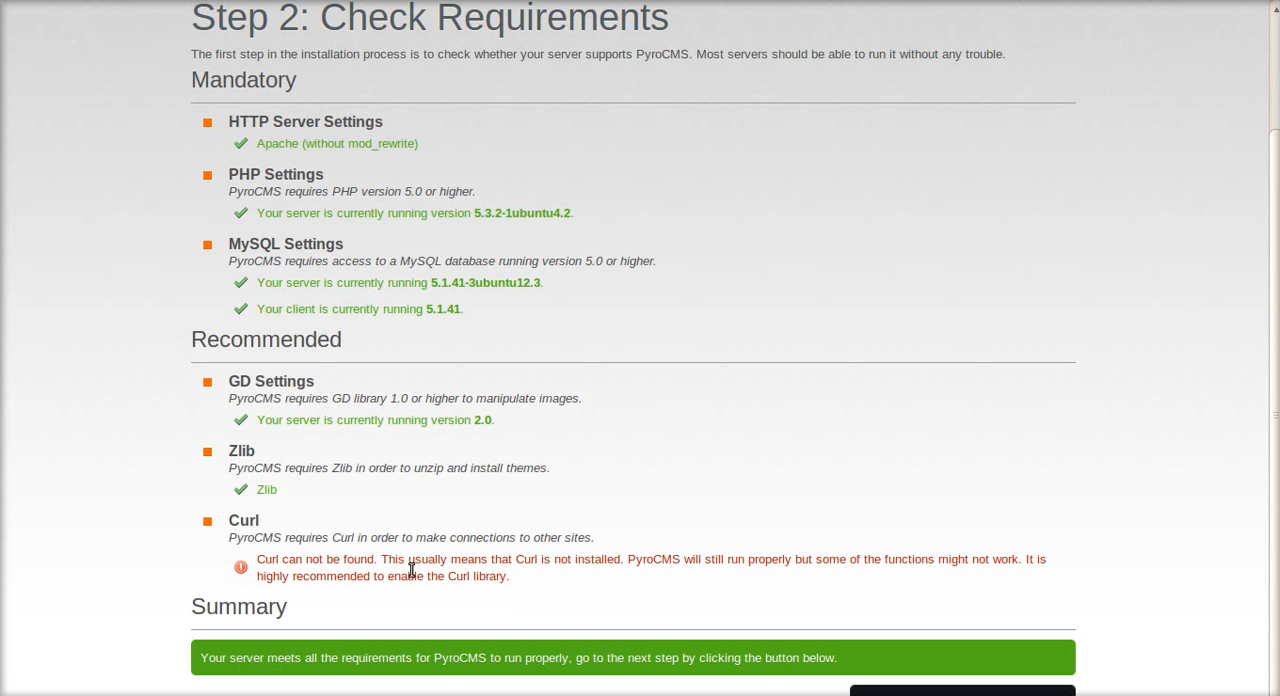 Step 2: Check Requirements
The first step in the installation process is to check whether your server supports PyroCMS. Most servers should be able to run it without any trouble.
Mandatory
HTTP Server Settings
Apache (without mod_rewrite)
PHP Settings
PyroCMS requires PHP version 5.0 or higher.
Your server is currently running version 5.3.2-1ubuntu4.2.
MySQL Settings
PyroCMS requires access to a MySQL database running version 5.0 or higher.
Your server is currently running 5.1.41-3ubuntu12.3.
Your client is currently running 5.1.41.
Recommended
GD Settings
PyroCMS requires GD library 1.0 or higher to manipulate images.
Your server is currently running version 2.0.
Zlib
PyroCMS requires Zlib in order to unzip and install themes.
Zlib
Curl
PyroCMS requires Curl in order to make connections to other sites.
Curl can not be found. This usually means that Curl is not installed. PyroCMS will still run properly but some of the functions might not work. It is
highly recommended to enable the Curl library.
Summary
Your server meets all the requirements for PyroCMS to run properly, go to the next step by clicking the button below.